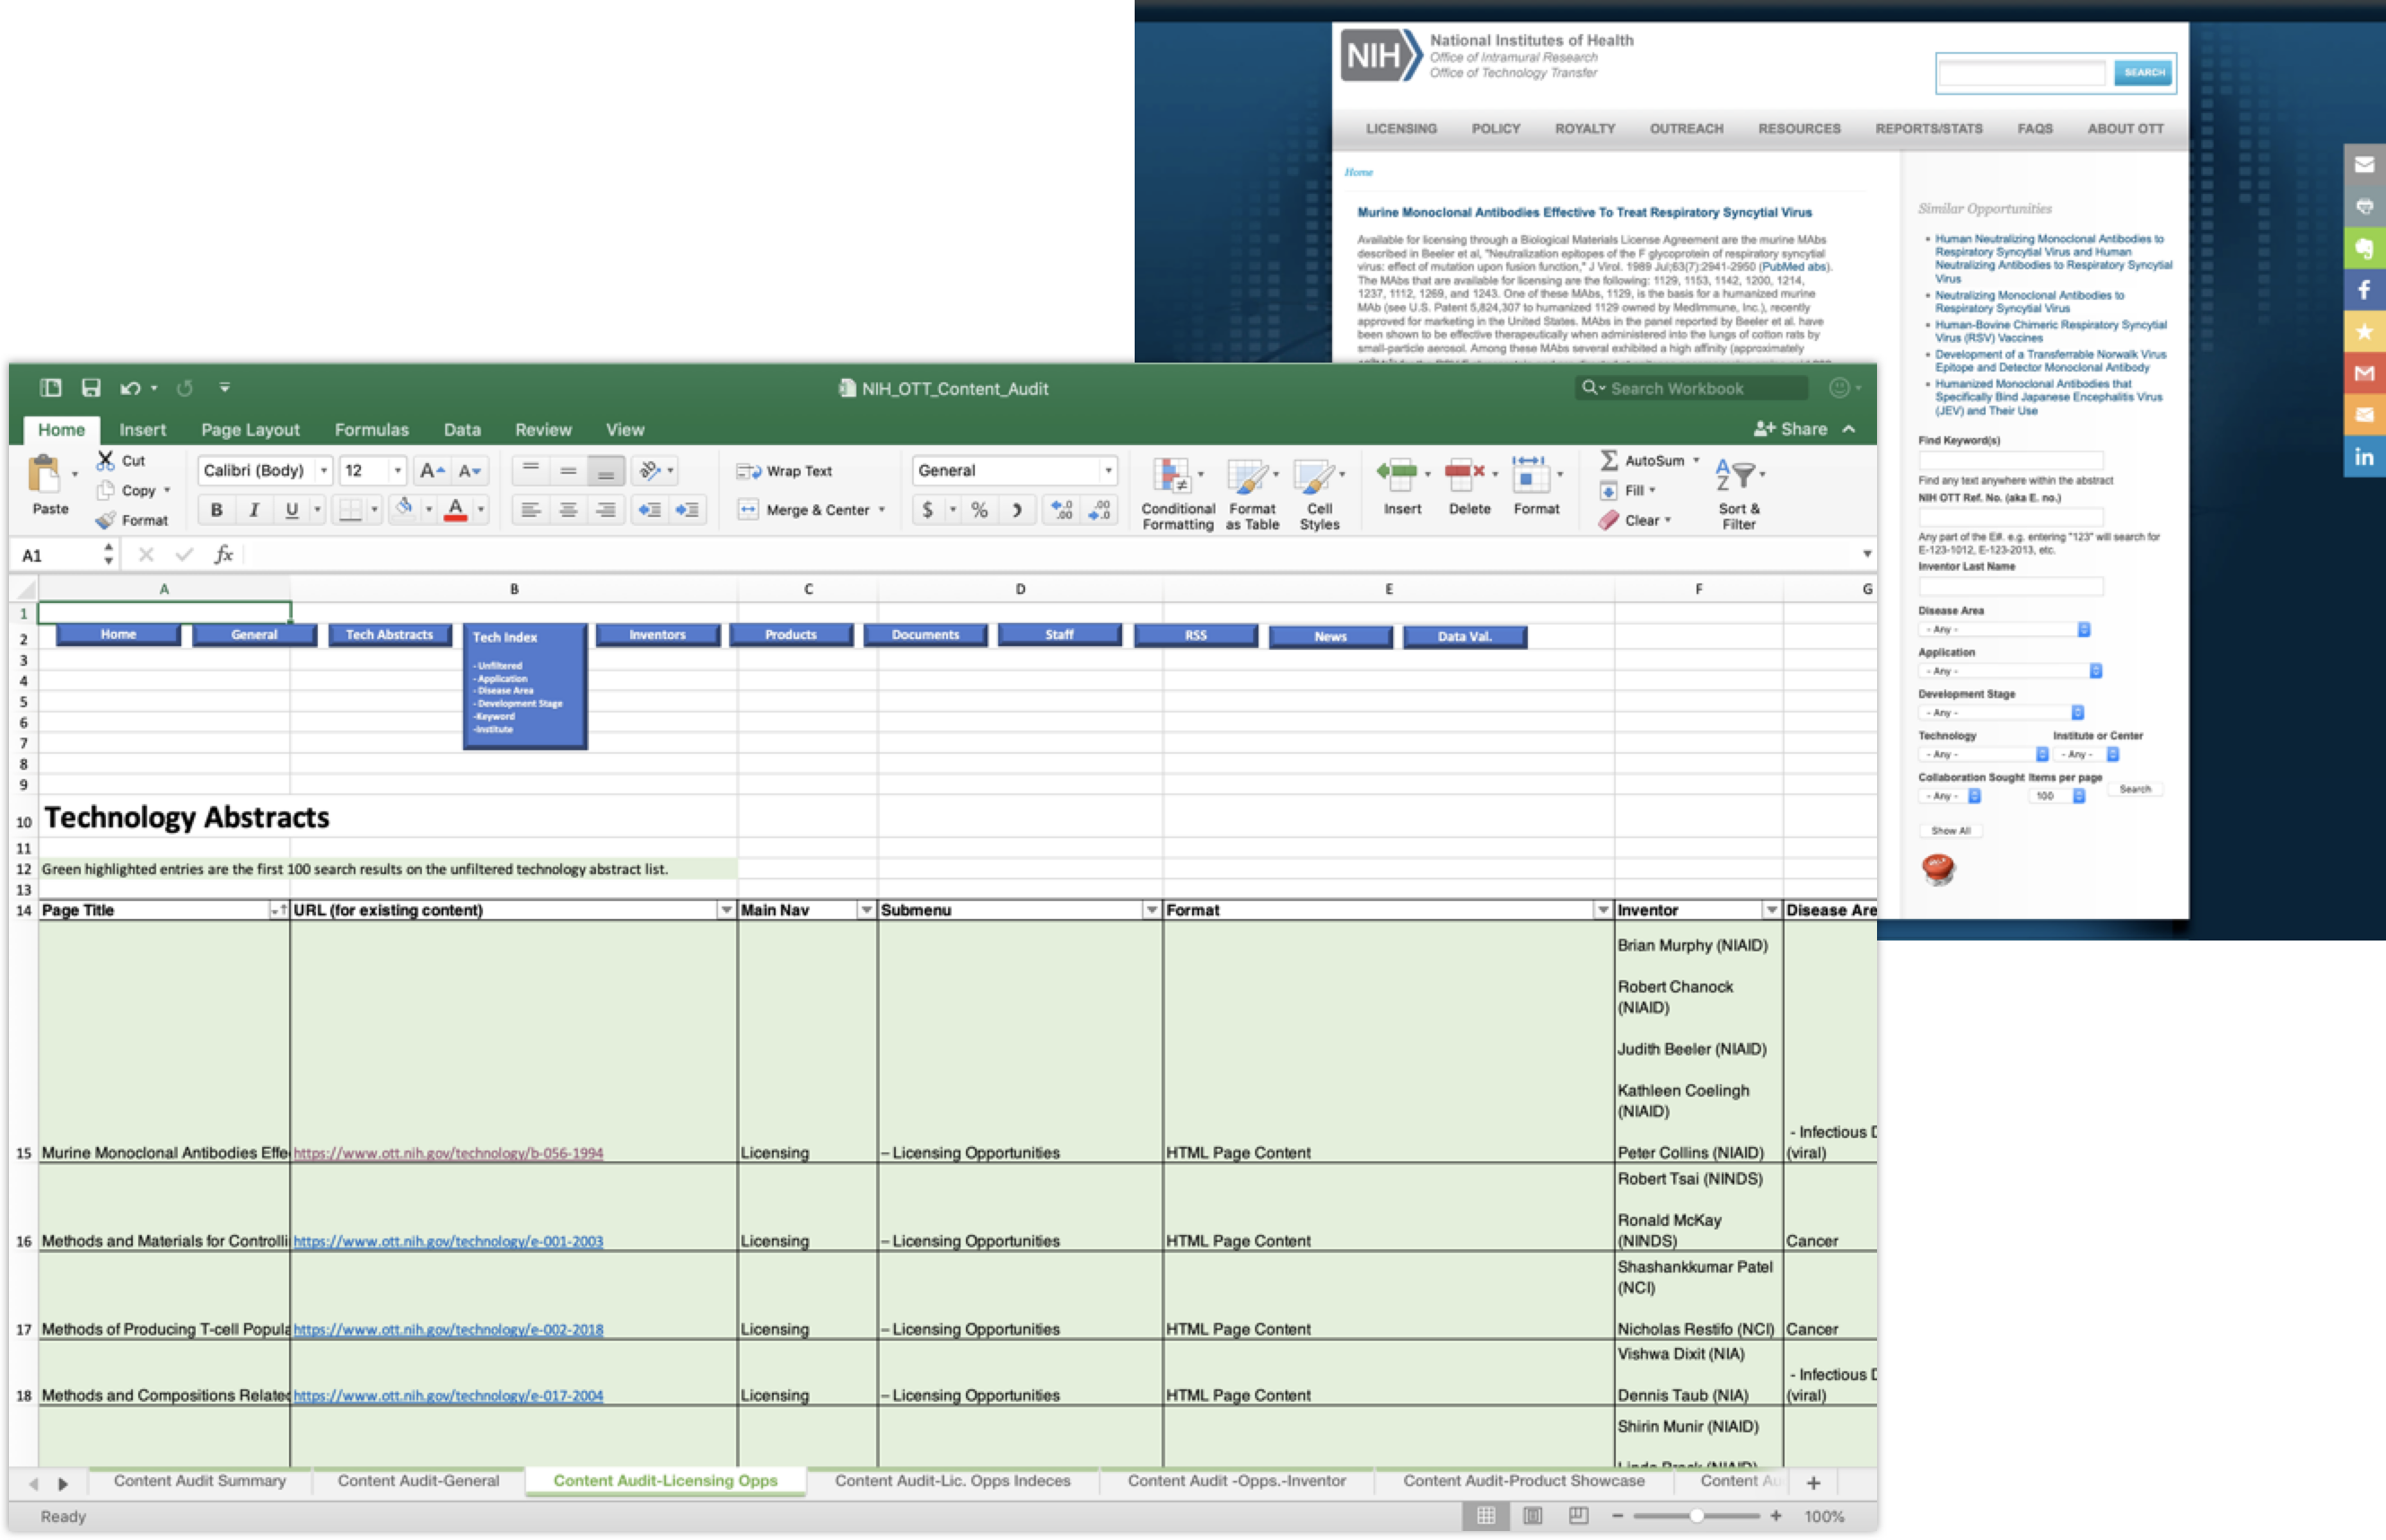 NIH
National Institutes of Health
Office of Intramural Research
Office of Technology Transfer
SEARCH
LICENSING POLICY ROYALTY OUTREACH RESOURCES REPORTS/STATS FAQS ABOUT OTT
Home
Murine Monoclonal Antibodies Effective To Treat Respiratory Syncytial Virus
Available for licensing through a Biological Materials License Agreement are the murine MAbs
described in Beeler et al, "Neutralization epitopes of the F glycoprotein of respiratory syncytial
virus: effect of mutation upon fusion function," J Virol. 1989 Jul;63(7):2941-2950 (PubMed abs).
The MAbs that are available for licensing are the following: 1129, 1153, 1142, 1200, 1214,
1237, 1112, 1269, and 1243. One of these MAbs, 1129, is the basis for a humanized murine
MAb (see U.S. Patent 5,824,307 to humanized 1129 owned by MedImmune, Inc.), recently
approved for marketing in the United States. MAbs in the panel reported by Beeler et al. have
been shown to be effective therapeutically when administered into the lungs of cotton rats by
small-particle aerosol. Among these MAbs several exhibited a high affinity (approximately
Similar Opportunities
• Human Neutralizing Monoclonal Antibodies to
Respiratory Syncytial Virus and Human
Neutralizing Antibodies to Respiratory Syncytial
Virus
• Neutralizing Monoclonal Antibodies to
Respiratory Syncytial Virus
• Human-Bovine Chimeric Respiratory Syncytial
Virus (RSV) Vaccines
• Development of a Transferrable Norwalk Virus
Epitope and Detector Monoclonal Antibody
• Humanized Monoclonal Antibodies that
Specifically Bind Japanese Encephalitis Virus
(JEV) and Their Use
Find Keyword(s)
Find any text anywhere within the abstract
NIH OTT Ref. No. (aka E. no.)
Any part of the E#. e.g. entering "123" will search for
E-123-1012, E-123-2013, etc.
Inventor Last Name
Disease Area
- Any -
Application
- Any -
Development Stage
- Any -
Technology Institute or Center
- Any - - Any -
Collaboration Sought Items per page
- Any - 100 Search
Show All
NIH_OTT_Content_Audit
Search Workbook
Home Insert Page Layout Formulas Data Review View
Share
Paste
Cut
Copy
Format
Calibri (Body) 12
B I U
Wrap Text
Merge & Center
General
$ %
Conditional
Formatting
Format
as Table
Cell
Styles
Insert Delete Format
AutoSum
Fill
Clear
Sort &
Filter
A1 fx
A B C D E F G
1
2 Home General Tech Abstracts Tech Index Inventors Products Documents Staff RSS News Data Val.
3 - Unfiltered
4 - Application
- Disease Area
5 - Development Stage
6 -Keyword
7 -Institute
8
9
10 Technology Abstracts
11
12 Green highlighted entries are the first 100 search results on the unfiltered technology abstract list.
13
14 Page Title URL (for existing content) Main Nav Submenu Format Inventor Disease Are
Brian Murphy (NIAID)
Robert Chanock
(NIAID)
Judith Beeler (NIAID)
Kathleen Coelingh
(NIAID)
- Infectious D
15 Murine Monoclonal Antibodies Effe https://www.ott.nih.gov/technology/b-056-1994 Licensing – Licensing Opportunities HTML Page Content Peter Collins (NIAID) (viral)
Robert Tsai (NINDS)
Ronald McKay
16 Methods and Materials for Controlli https://www.ott.nih.gov/technology/e-001-2003 Licensing – Licensing Opportunities HTML Page Content (NINDS) Cancer
Shashankkumar Patel
(NCI)
17 Methods of Producing T-cell Popula https://www.ott.nih.gov/technology/e-002-2018 Licensing – Licensing Opportunities HTML Page Content Nicholas Restifo (NCI) Cancer
Vishwa Dixit (NIA)
- Infectious D
18 Methods and Compositions Relate https://www.ott.nih.gov/technology/e-017-2004 Licensing – Licensing Opportunities HTML Page Content Dennis Taub (NIA) (viral)
Shirin Munir (NIAID)
Content Audit Summary Content Audit-General Content Audit-Licensing Opps Content Audit-Lic. Opps Indeces Content Audit -Opps.-Inventor Content Audit-Product Showcase Content Au
Ready 100%